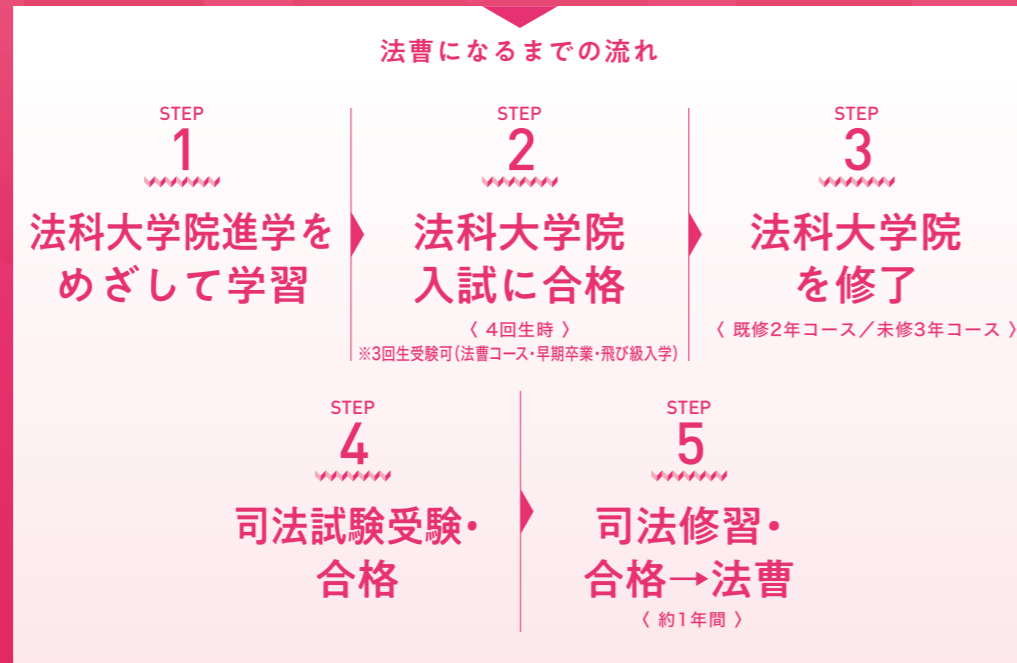 法曹になるまでの流れ
STEP
1
法科大学院進学を
めざして学習
STEP
2
法科大学院
入試に合格
〈 4回生時 〉
※3回生受験可(法曹コース・早期卒業・飛び級入学)
STEP
3
法科大学院
を修了
〈 既修2年コース／未修3年コース 〉
STEP
4
司法試験受験・
合格
STEP
5
司法修習・
合格→法曹
〈 約1年間 〉